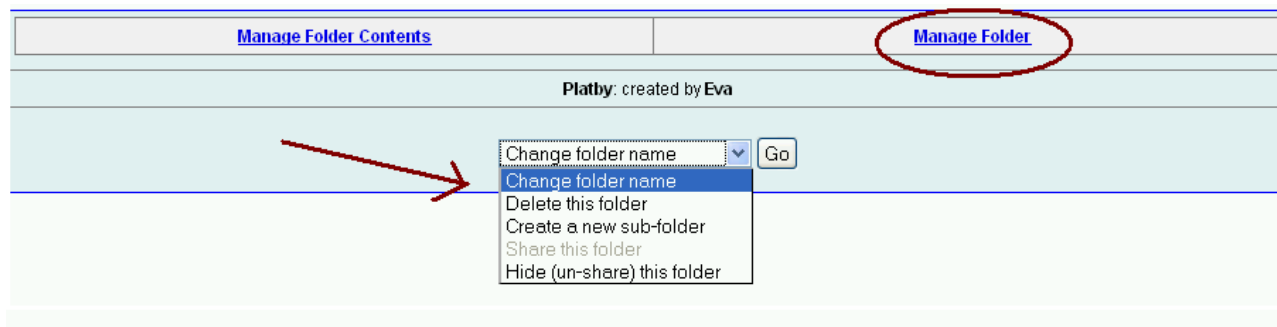 Manage Folder Contents Manage Folder
Platby: created by Eva
Change folder name Go
Change folder name
Delete this folder
Create a new sub-folder
Share this folder
Hide (un-share) this folder